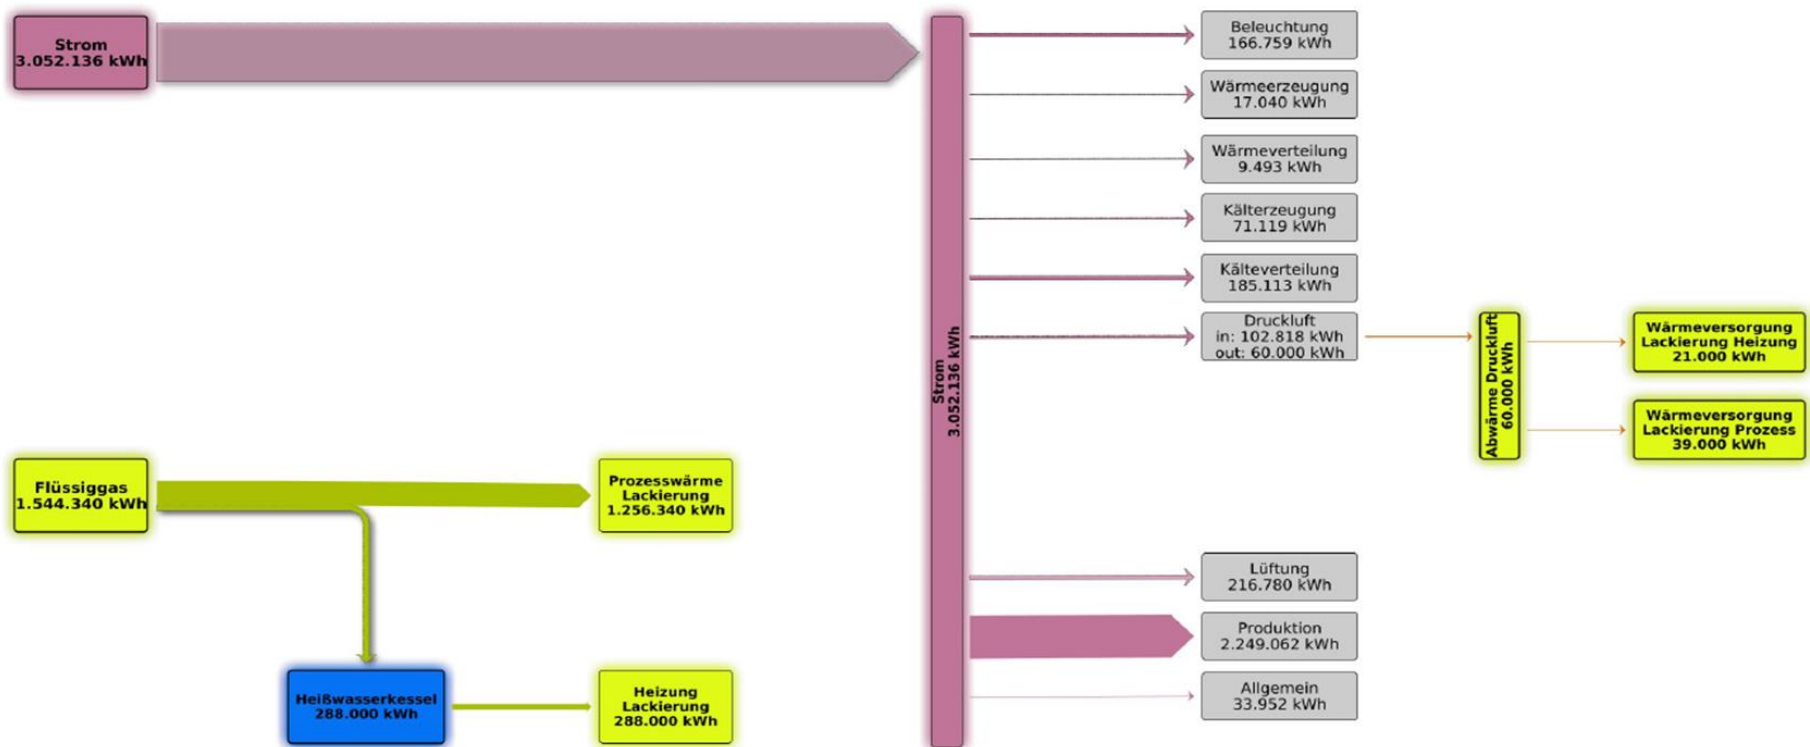 Strom
3.052.136 kWh
Strom
3.052.136 kWh
Beleuchtung
166.759 kWh
Wärmeerzeugung
17.040 kWh
Wärmeverteilung
9.493 kWh
Kälterzeugung
71.119 kWh
Kälteverteilung
185.113 kWh
Druckluft
in: 102.818 kWh
out: 60.000 kWh
Abwärme Druckluft
60.000 kWh
Wärmeversorgung
Lackierung Heizung
21.000 kWh
Wärmeversorgung
Lackierung Prozess
39.000 kWh
Flüssiggas
1.544.340 kWh
Prozesswärme
Lackierung
1.256.340 kWh
Lüftung
216.780 kWh
Produktion
2.249.062 kWh
Allgemein
33.952 kWh
Heißwasserkessel
288.000 kWh
Heizung
Lackierung
288.000 kWh